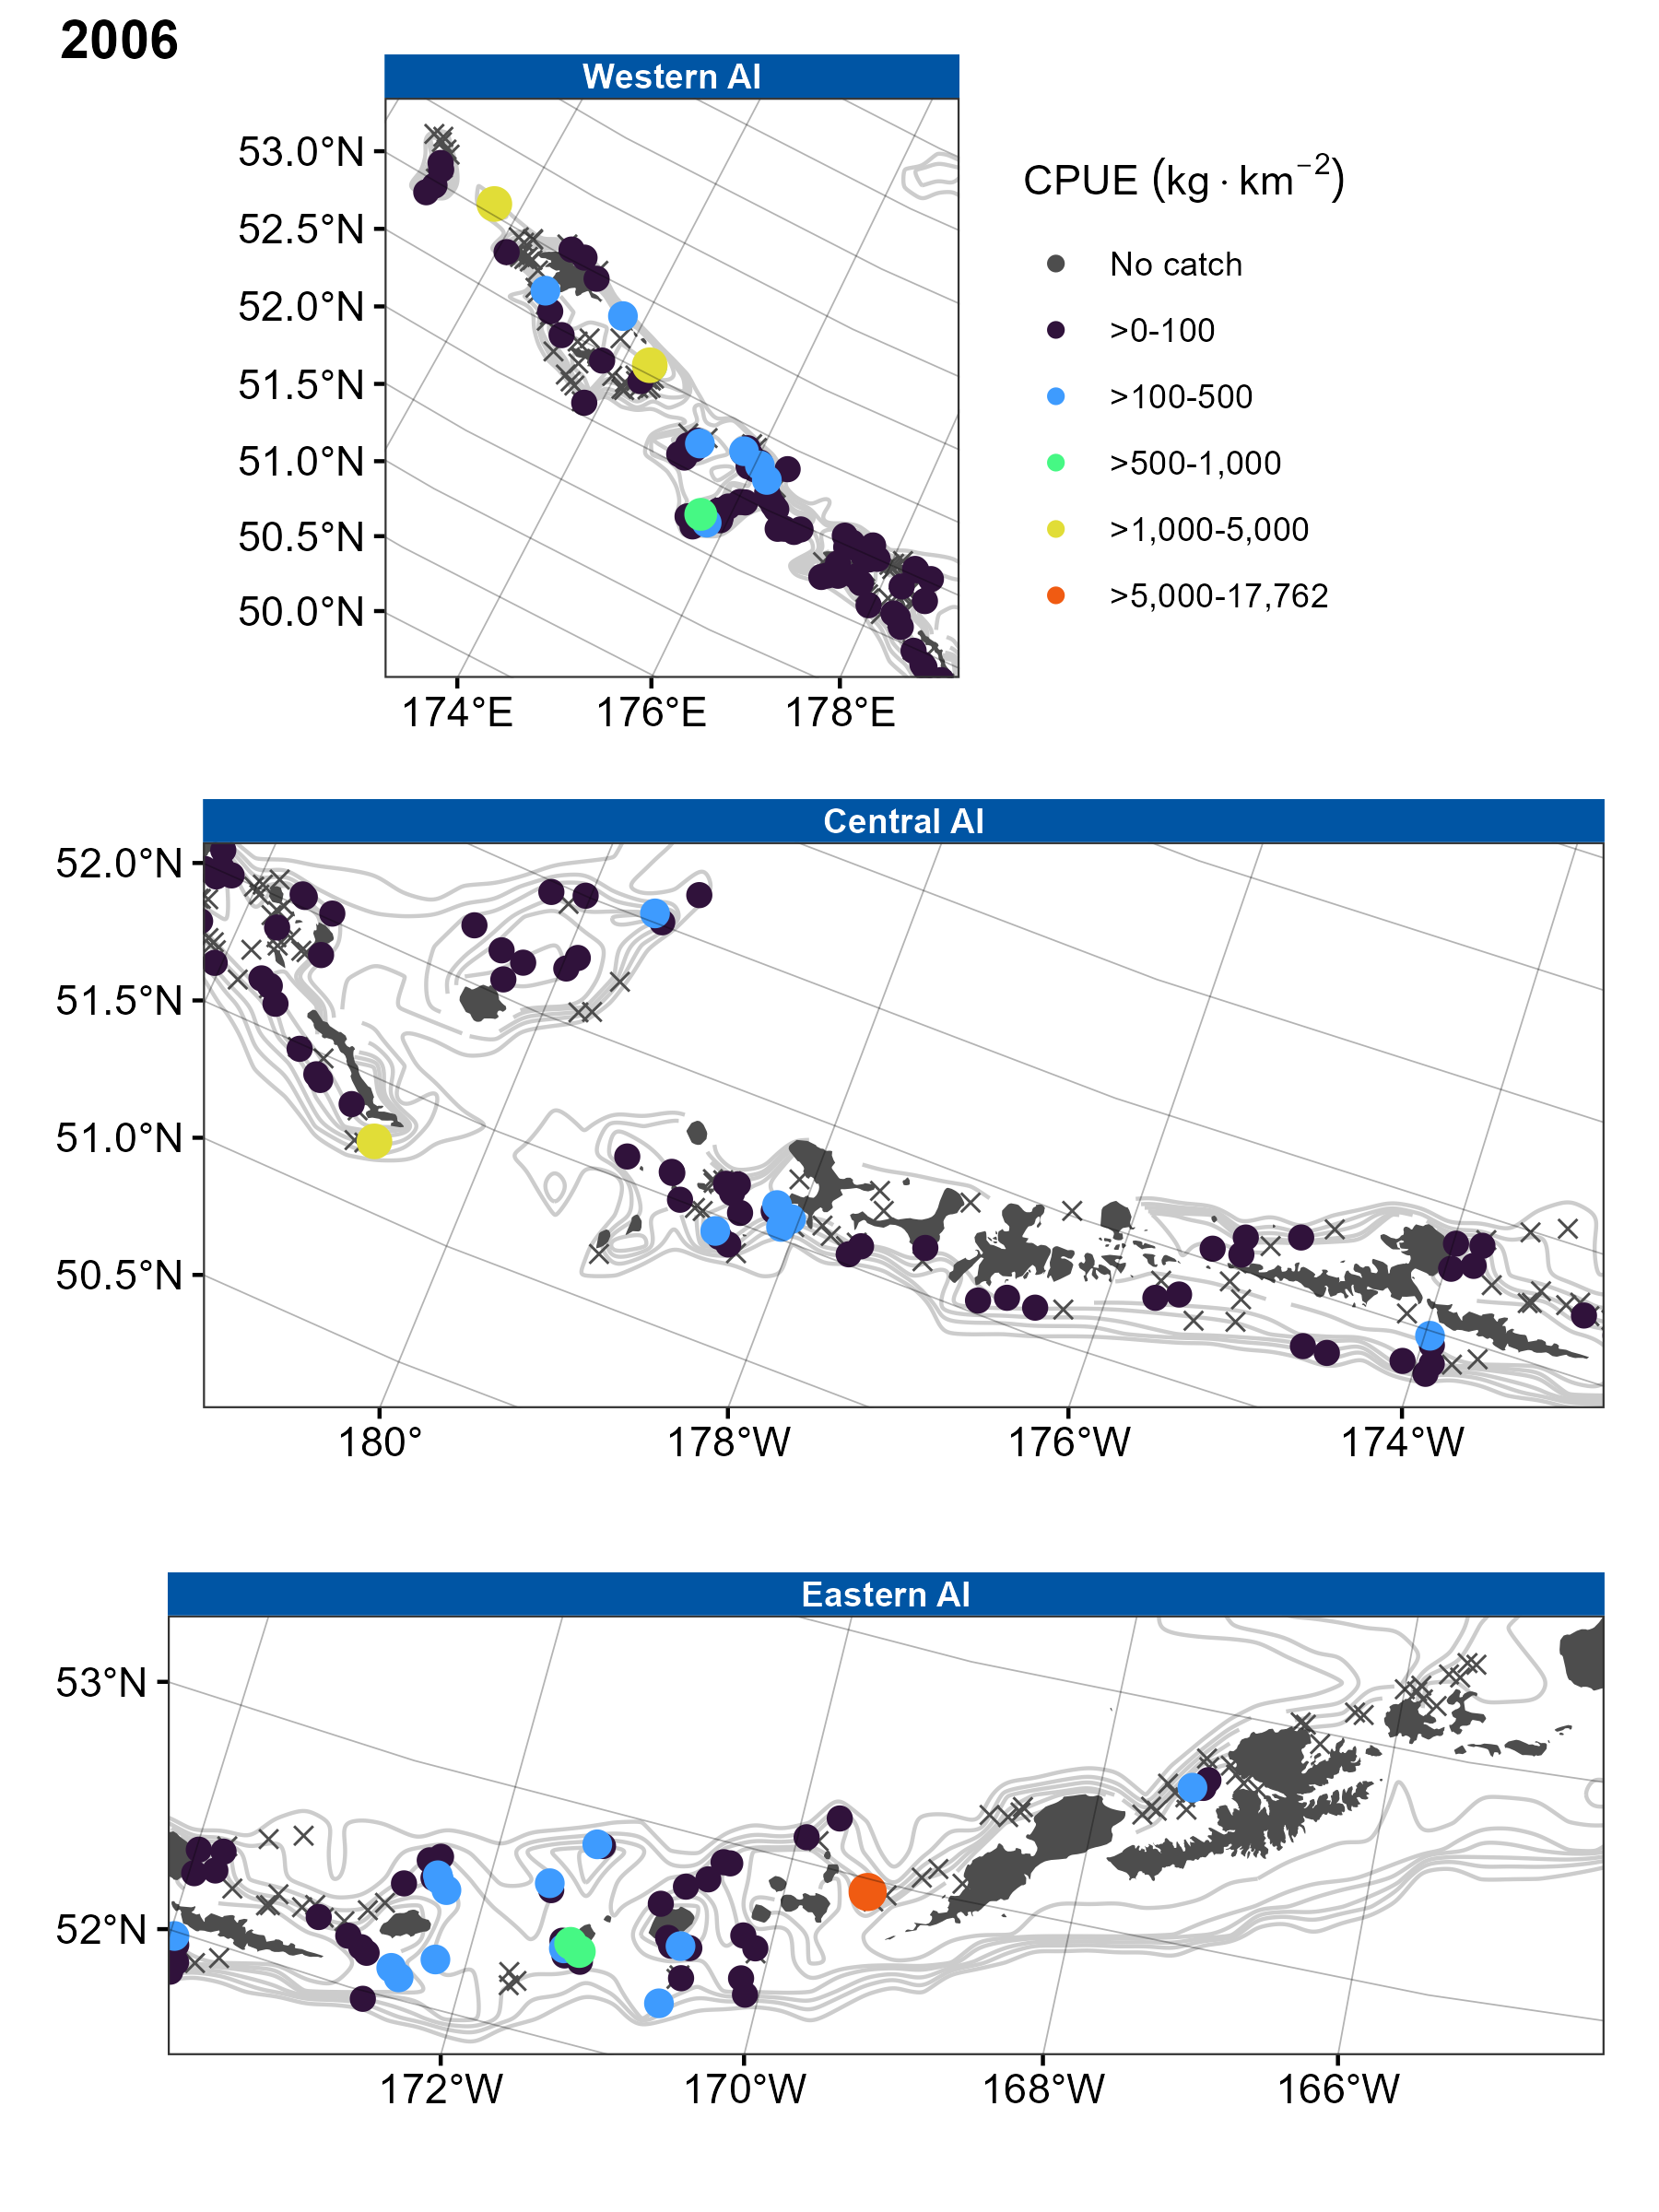 2006
Western AI
53.0°N
52.5°N
52.0°N
51.5°N
51.0°N
50.5°N
50.0°N
174°E 176°E 178°E
CPUE (kg · km⁻²)
No catch
>0-100
>100-500
>500-1,000
>1,000-5,000
>5,000-17,762
Central AI
52.0°N
51.5°N
51.0°N
50.5°N
180° 178°W 176°W 174°W
Eastern AI
53°N
52°N
172°W 170°W 168°W 166°W